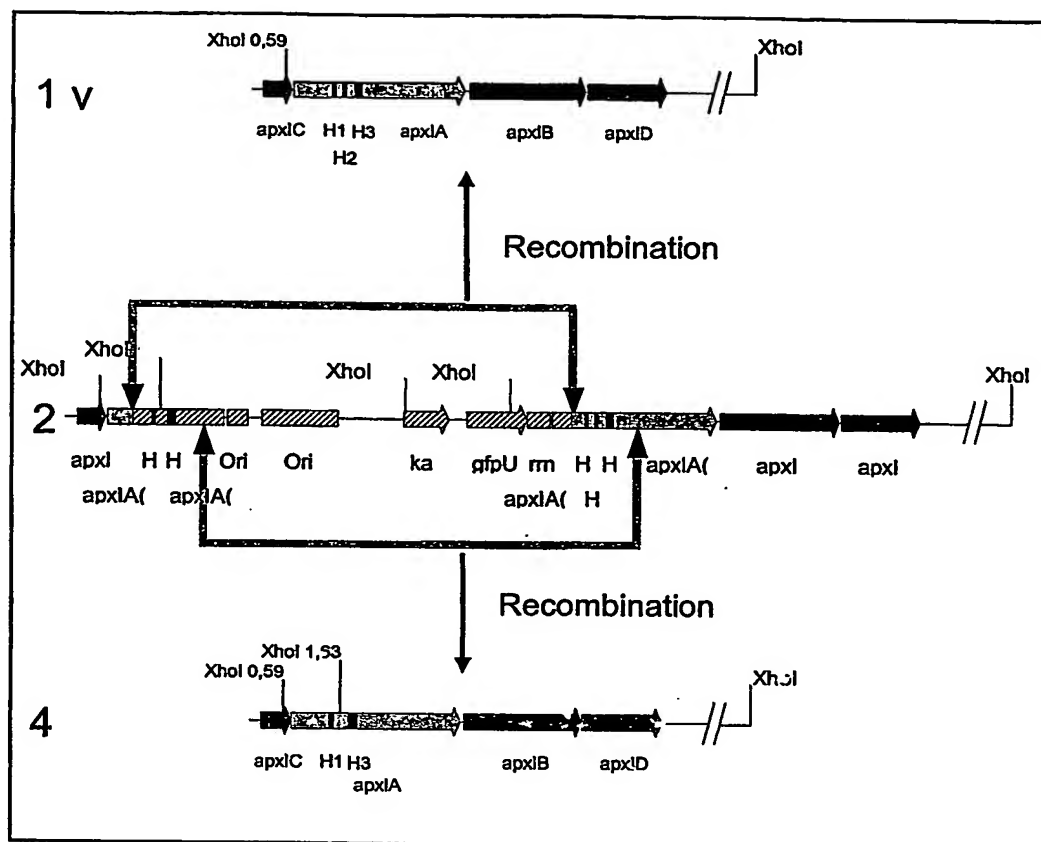 XhoI 0,59
XhoI
1 v
apxIC H1 H3 apxIA apxIB apxID
H2
Recombination
XhoI XhoI XhoI XhoI XhoI
2
apxI H H Ori Ori ka gfpU rrn H H apxIA( apxI apxI
apxIA( apxIA( apxIA( H
Recombination
XhoI 1,53
XhoI 0,59
XhoI
4
apxIC H1 H3 apxIB apxID
apxIA